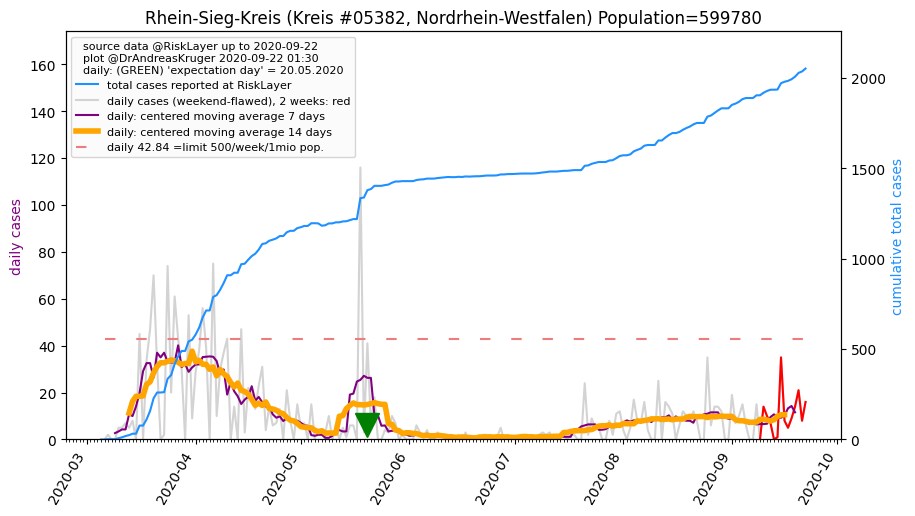 Rhein-Sieg-Kreis (Kreis #05382, Nordrhein-Westfalen) Population=599780
source data @RiskLayer up to 2020-09-22
plot @DrAndreasKruger 2020-09-22 01:30
daily: (GREEN) 'expectation day' = 20.05.2020
total cases reported at RiskLayer
daily cases (weekend-flawed), 2 weeks: red
daily: centered moving average 7 days
daily: centered moving average 14 days
daily 42.84 =limit 500/week/1mio pop.
daily cases
160
140
120
100
80
60
40
20
0
cumulative total cases
2000
1500
1000
500
0
2020-03
2020-04
2020-05
2020-06
2020-07
2020-08
2020-09
2020-10